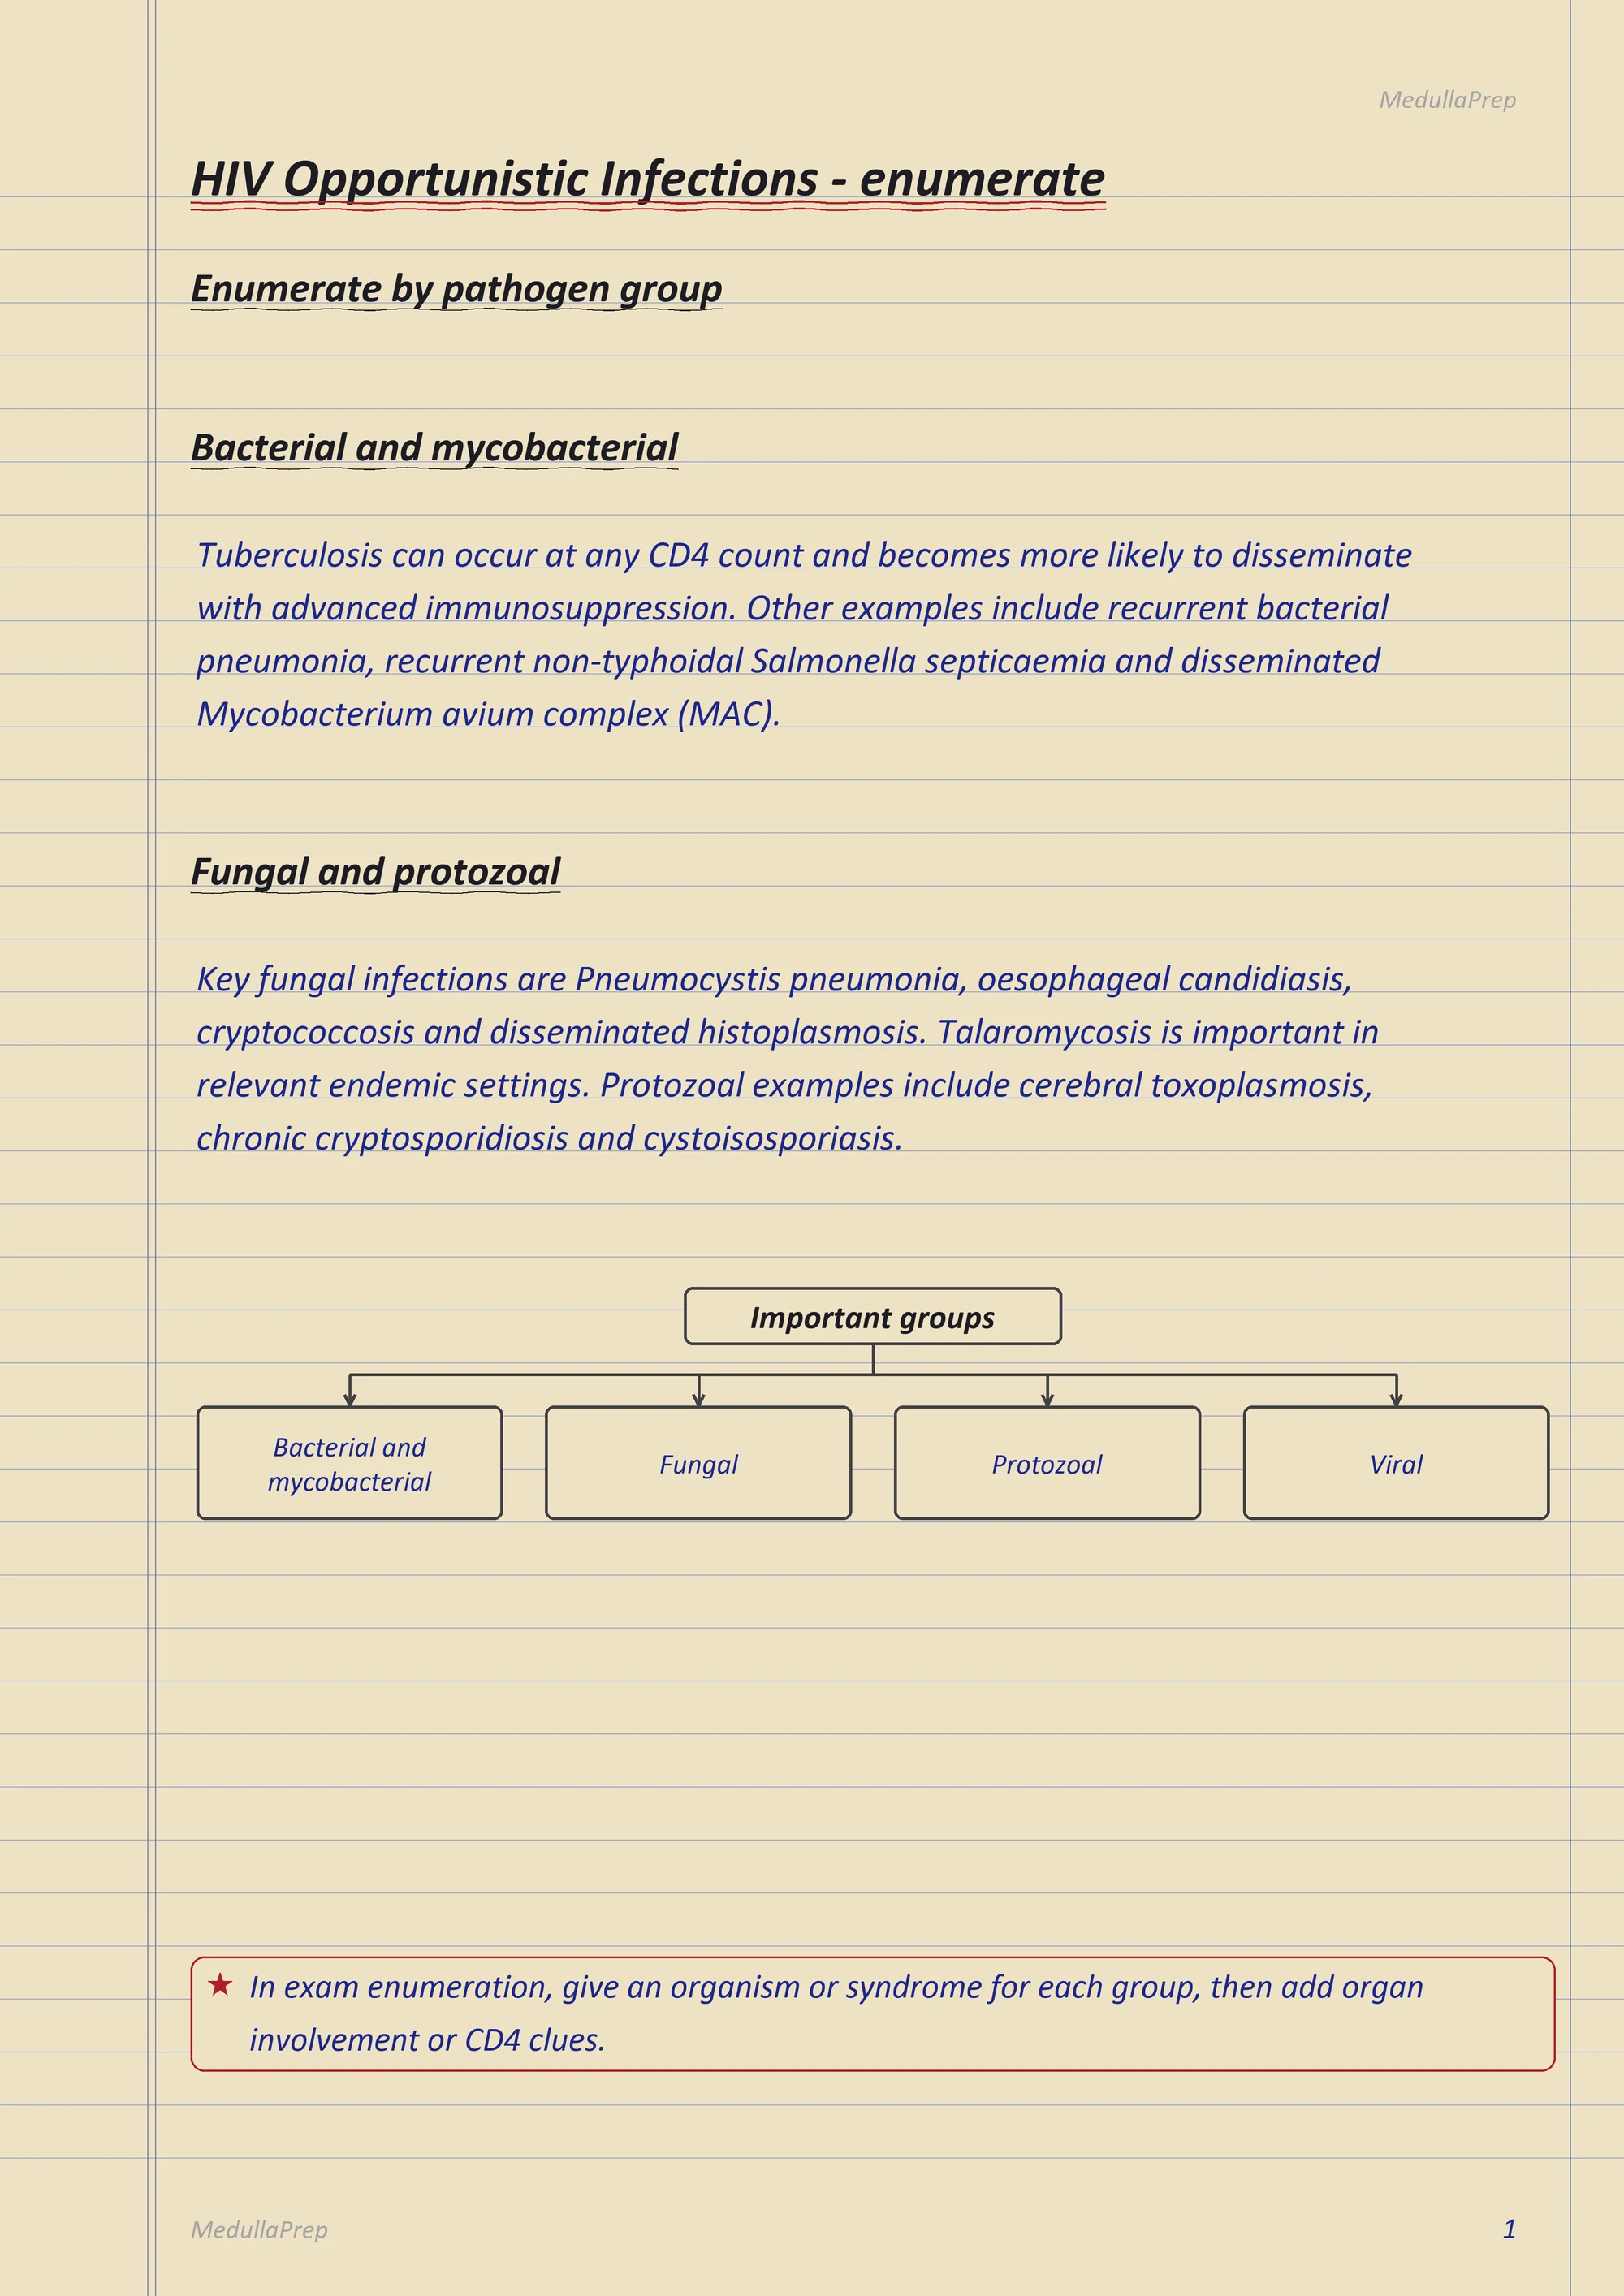 MedullaPrep
HIV Opportunistic Infections - enumerate
Enumerate by pathogen group
Bacterial and mycobacterial
Tuberculosis can occur at any CD4 count and becomes more likely to disseminate
with advanced immunosuppression. Other examples include recurrent bacterial
pneumonia, recurrent non-typhoidal Salmonella septicaemia and disseminated
Mycobacterium avium complex (MAC).
Fungal and protozoal
Key fungal infections are Pneumocystis pneumonia, oesophageal candidiasis,
cryptococcosis and disseminated histoplasmosis. Talaromycosis is important in
relevant endemic settings. Protozoal examples include cerebral toxoplasmosis,
chronic cryptosporidiosis and cystoisosporiasis.
Important groups
Bacterial and
mycobacterial
Fungal
Protozoal
Viral
★ In exam enumeration, give an organism or syndrome for each group, then add organ
involvement or CD4 clues.
MedullaPrep
1